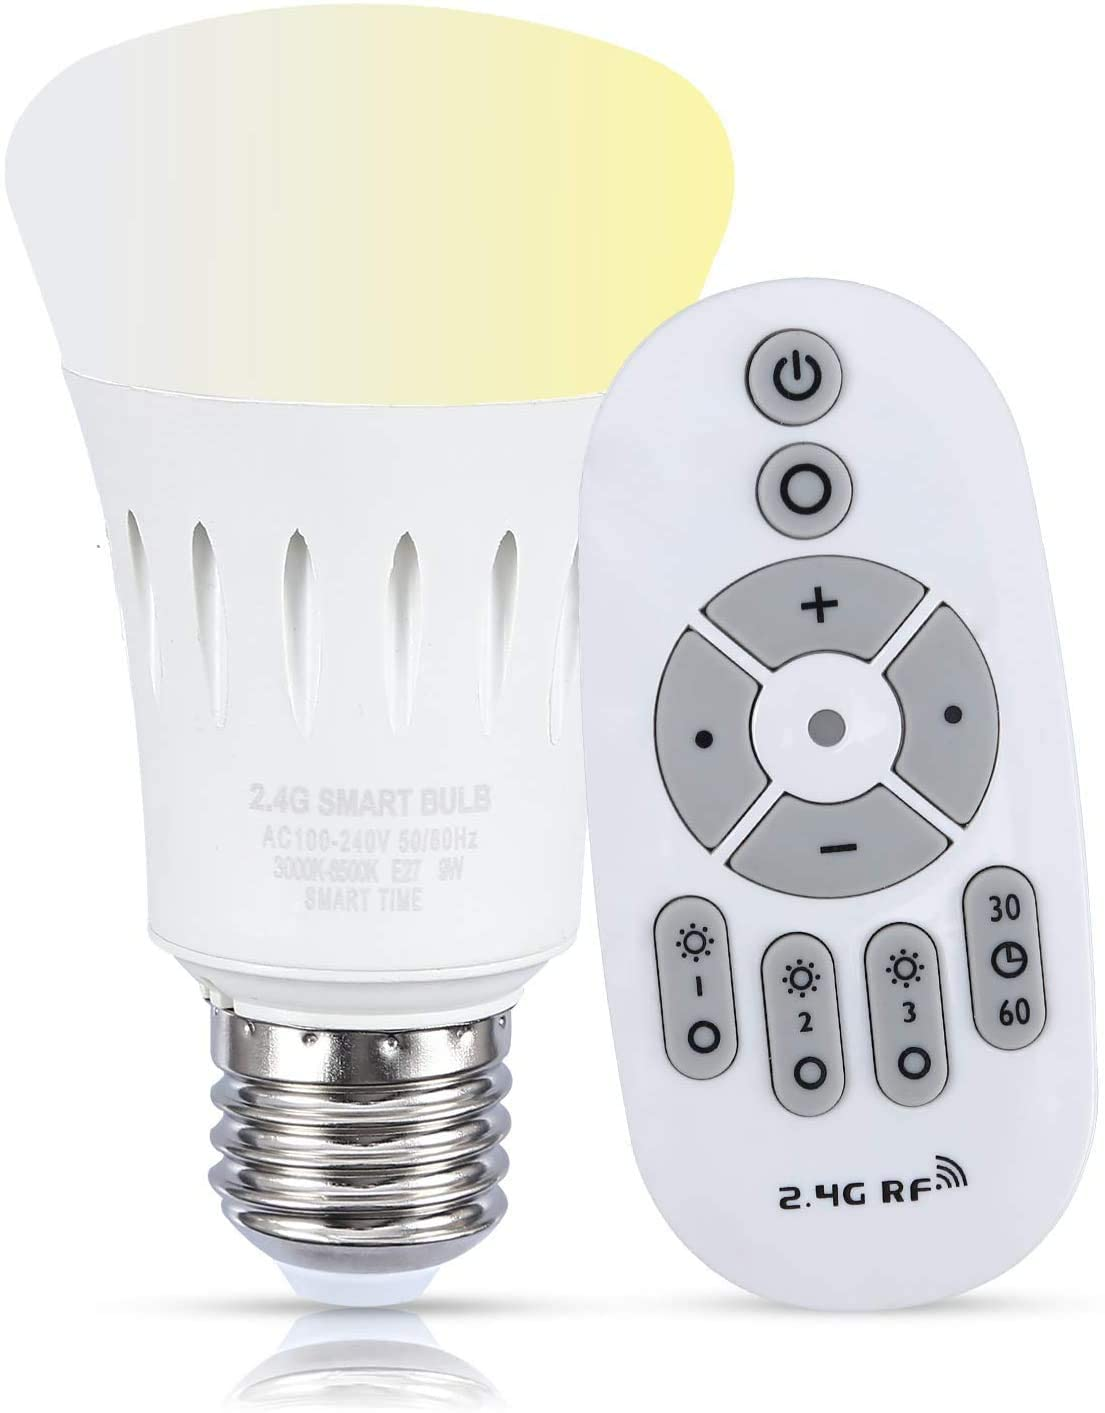 2.4G SMART BULB
AC100-240V 50/60Hz
3000K-6500K E27 9W
SMART TIME
+
−
1
2
3
30
60
2.4G RF